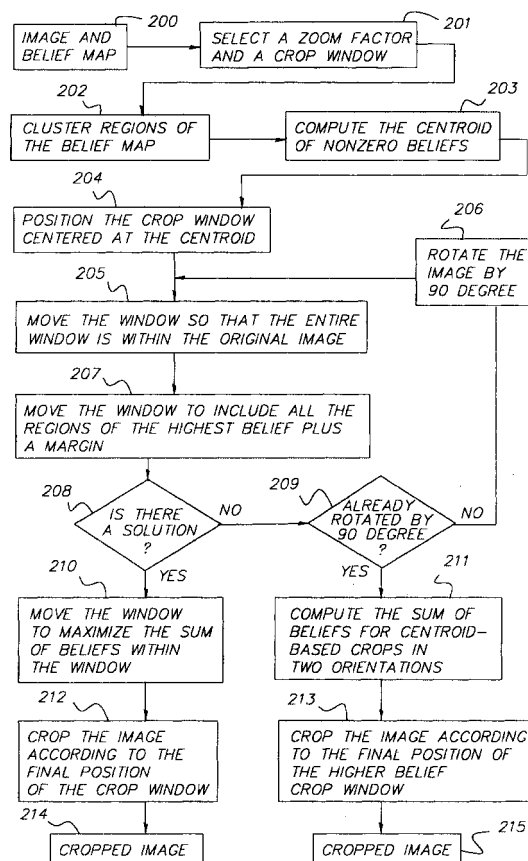 200
IMAGE AND
BELIEF MAP
201
SELECT A ZOOM FACTOR
AND A CROP WINDOW
202
CLUSTER REGIONS OF
THE BELIEF MAP
203
COMPUTE THE CENTROID
OF NONZERO BELIEFS
204
POSITION THE CROP WINDOW
CENTERED AT THE CENTROID
206
ROTATE THE
IMAGE BY
90 DEGREE
205
MOVE THE WINDOW SO THAT THE ENTIRE
WINDOW IS WITHIN THE ORIGINAL IMAGE
207
MOVE THE WINDOW TO INCLUDE ALL THE
REGIONS OF THE HIGHEST BELIEF PLUS
A MARGIN
208
IS THERE
A SOLUTION
?
NO
YES
209
ALREADY
ROTATED BY
90 DEGREE
?
NO
YES
210
MOVE THE WINDOW
TO MAXIMIZE THE SUM
OF BELIEFS WITHIN
THE WINDOW
211
COMPUTE THE SUM OF
BELIEFS FOR CENTROID-
BASED CROPS IN
TWO ORIENTATIONS
212
CROP THE IMAGE
ACCORDING TO THE
FINAL POSITION
OF THE CROP WINDOW
213
CROP THE IMAGE ACCORDING
TO THE FINAL POSITION OF
THE HIGHER BELIEF
CROP WINDOW
214
CROPPED IMAGE
215
CROPPED IMAGE